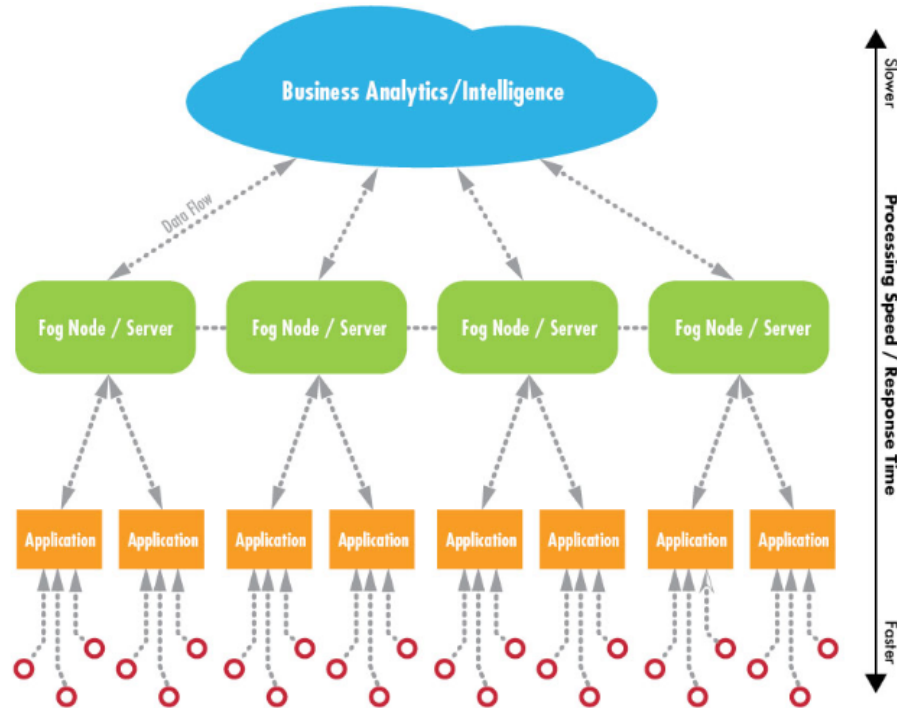 Business Analytics/Intelligence
Slower
Data Flow
Processing Speed / Response Time
Fog Node / Server
Fog Node / Server
Fog Node / Server
Fog Node / Server
Application
Application
Application
Application
Application
Application
Application
Application
Faster